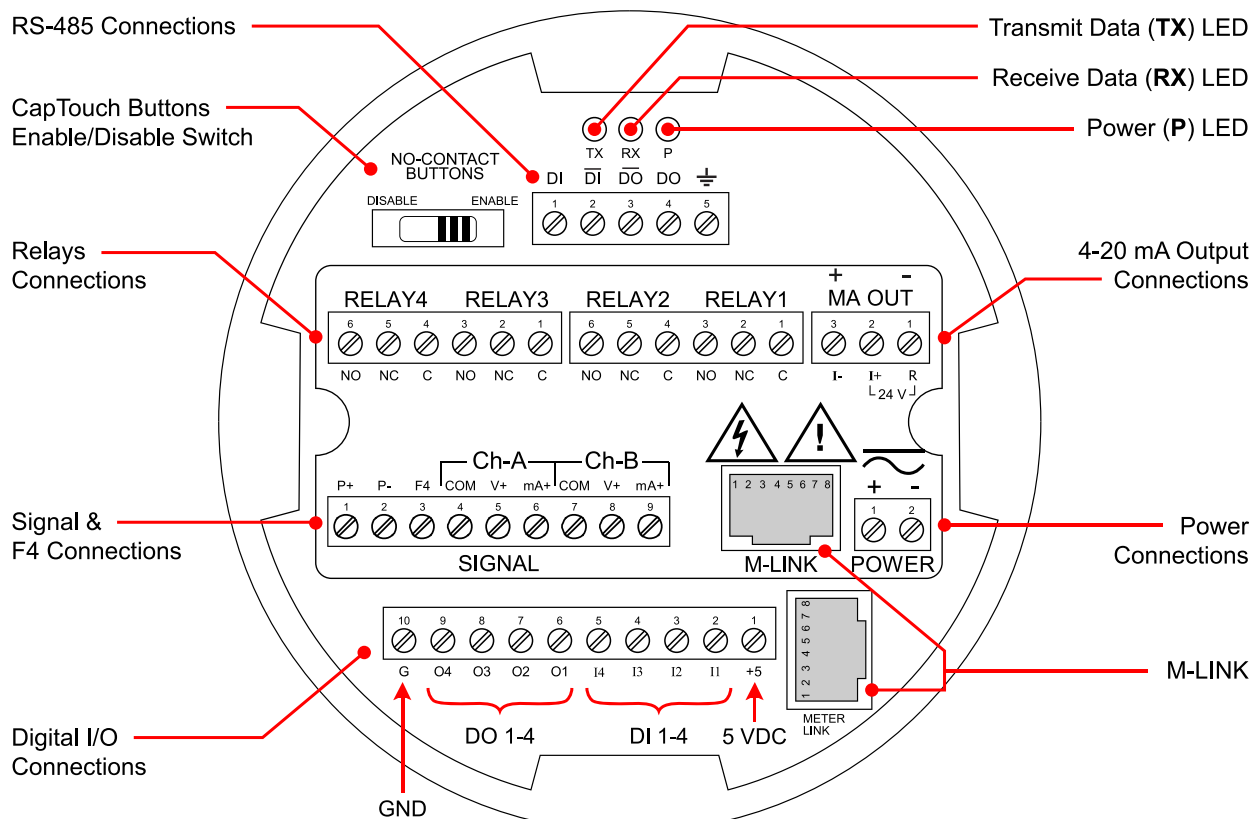 RS-485 Connections
Transmit Data (TX) LED
Receive Data (RX) LED
Power (P) LED
CapTouch Buttons
Enable/Disable Switch
TX RX P
NO-CONTACT
BUTTONS
DI D̅I̅ D̅O̅ DO
DISABLE ENABLE
1 2 3 4 5
Relays
Connections
4-20 mA Output
Connections
+ -
RELAY4 RELAY3 RELAY2 RELAY1 MA OUT
6 5 4 3 2 1 6 5 4 3 2 1 3 2 1
NO NC C NO NC C NO NC C NO NC C I- I+ R
24 V
Ch-A Ch-B
P+ P- F4 COM V+ mA+ COM V+ mA+
1 2 3 4 5 6 7 8 9
1 2 3 4 5 6 7 8
+ -
1 2
Signal &
F4 Connections
SIGNAL M-LINK POWER
Power
Connections
10 9 8 7 6 5 4 3 2 1
G O4 O3 O2 O1 I4 I3 I2 I1 +5
1 2 3 4 5 6 7 8
METER
LINK
M-LINK
DO 1-4 DI 1-4 5 VDC
Digital I/O
Connections
GND